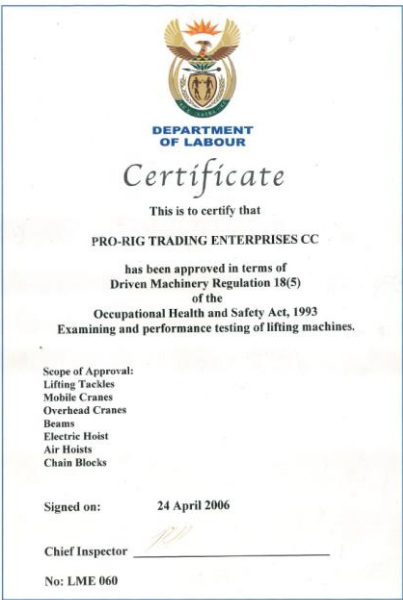 DEPARTMENT
OF LABOUR
Certificate
This is to certify that
PRO-RIG TRADING ENTERPRISES CC
has been approved in terms of
Driven Machinery Regulation 18(5)
of the
Occupational Health and Safety Act, 1993
Examining and performance testing of lifting machines.
Scope of Approval:
Lifting Tackles
Mobile Cranes
Overhead Cranes
Beams
Electric Hoist
Air Hoists
Chain Blocks
Signed on: 24 April 2006
Chief Inspector
No: LME 060